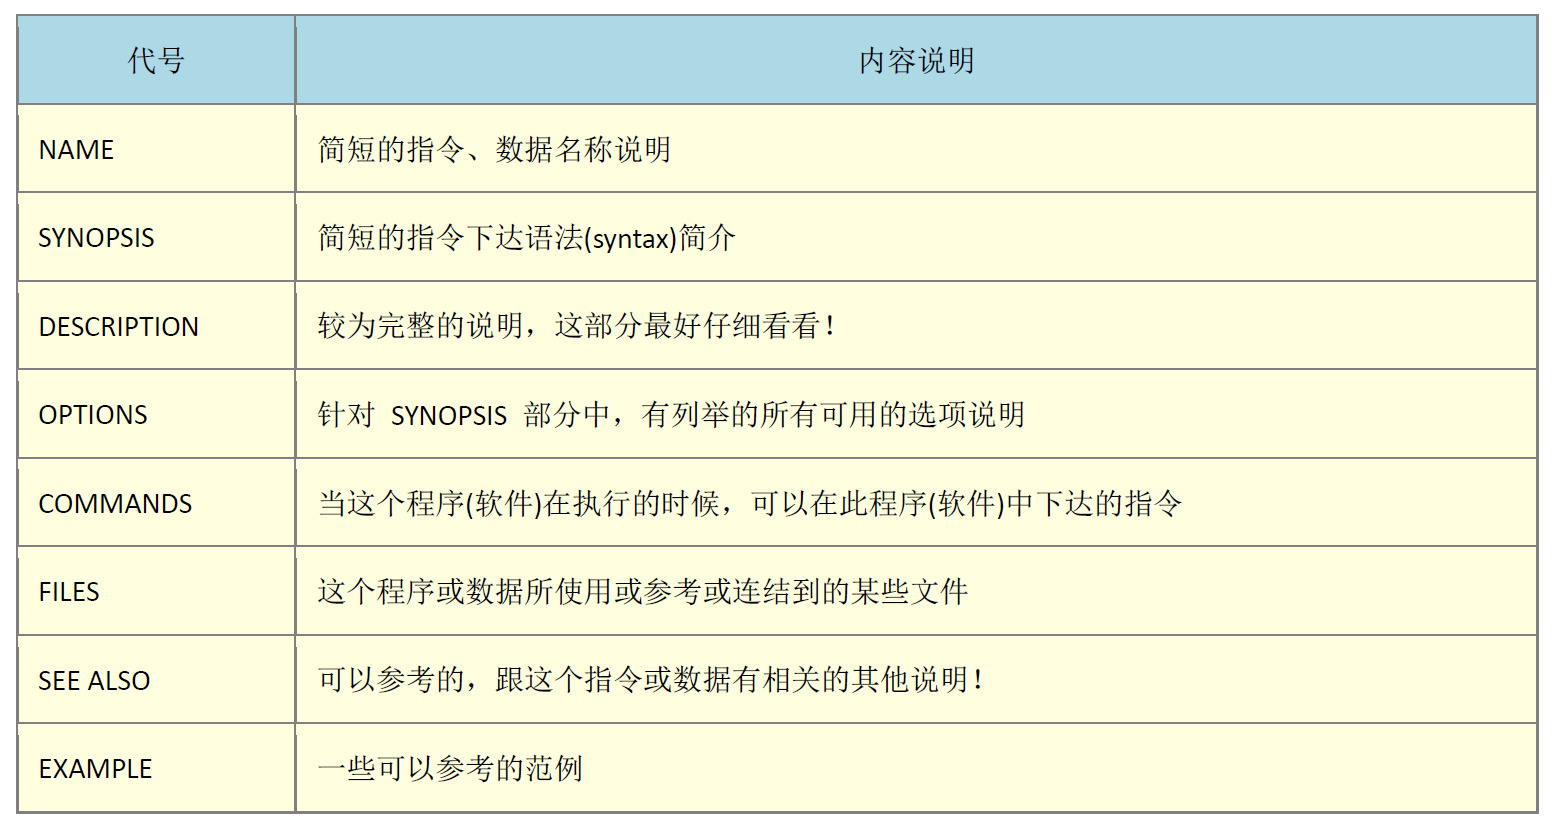 代号 内容说明
NAME 简短的指令、数据名称说明
SYNOPSIS 简短的指令下达语法(syntax)简介
DESCRIPTION 较为完整的说明，这部分最好仔细看看！
OPTIONS 针对 SYNOPSIS 部分中，有列举的所有可用的选项说明
COMMANDS 当这个程序(软件)在执行的时候，可以在此程序(软件)中下达的指令
FILES 这个程序或数据所使用或参考或连结到的某些文件
SEE ALSO 可以参考的，跟这个指令或数据有相关的其他说明！
EXAMPLE 一些可以参考的范例